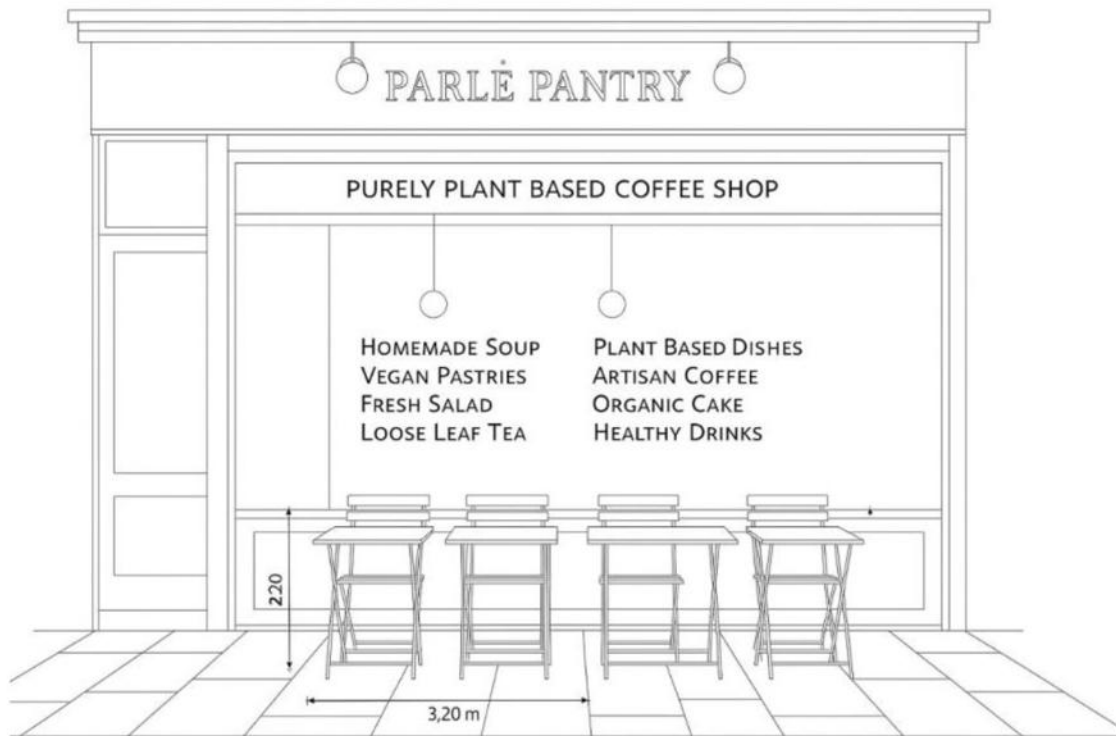 PARLĖ PANTRY
PURELY PLANT BASED COFFEE SHOP
HOMEMADE SOUP
VEGAN PASTRIES
FRESH SALAD
LOOSE LEAF TEA
PLANT BASED DISHES
ARTISAN COFFEE
ORGANIC CAKE
HEALTHY DRINKS
220
3,20 m